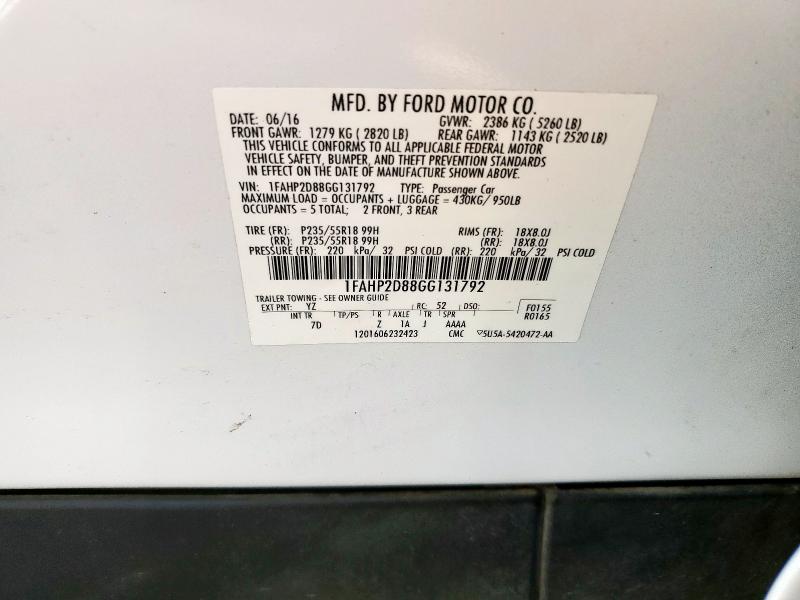 MFD. BY FORD MOTOR CO.
DATE: 06/16 GVWR: 2386 KG ( 5260 LB)
FRONT GAWR: 1279 KG ( 2820 LB) REAR GAWR: 1143 KG ( 2520 LB)
THIS VEHICLE CONFORMS TO ALL APPLICABLE FEDERAL MOTOR
VEHICLE SAFETY, BUMPER, AND THEFT PREVENTION STANDARDS
IN EFFECT ON THE DATE OF MANUFACTURE SHOWN ABOVE.
VIN: 1FAHP2D88GG131792 TYPE: Passenger Car
MAXIMUM LOAD = OCCUPANTS + LUGGAGE = 430KG/ 950LB
OCCUPANTS = 5 TOTAL; 2 FRONT, 3 REAR
TIRE (FR): P235/55R18 99H RIMS (FR): 18X8.0J
(RR): P235/55R18 99H (RR): 18X8.0J
PRESSURE (FR): 220 kPa/ 32 PSI COLD (RR): 220 kPa/ 32 PSI COLD
1FAHP2D88GG131792
TRAILER TOWING - SEE OWNER GUIDE
EXT PNT: YZ RC: 52 DSO: F0155
INT TR TP/PS R AXLE TR SPR R0165
7D Z 1A J AAAA
1201606232423 CMC ▽5U5A-5420472-AA